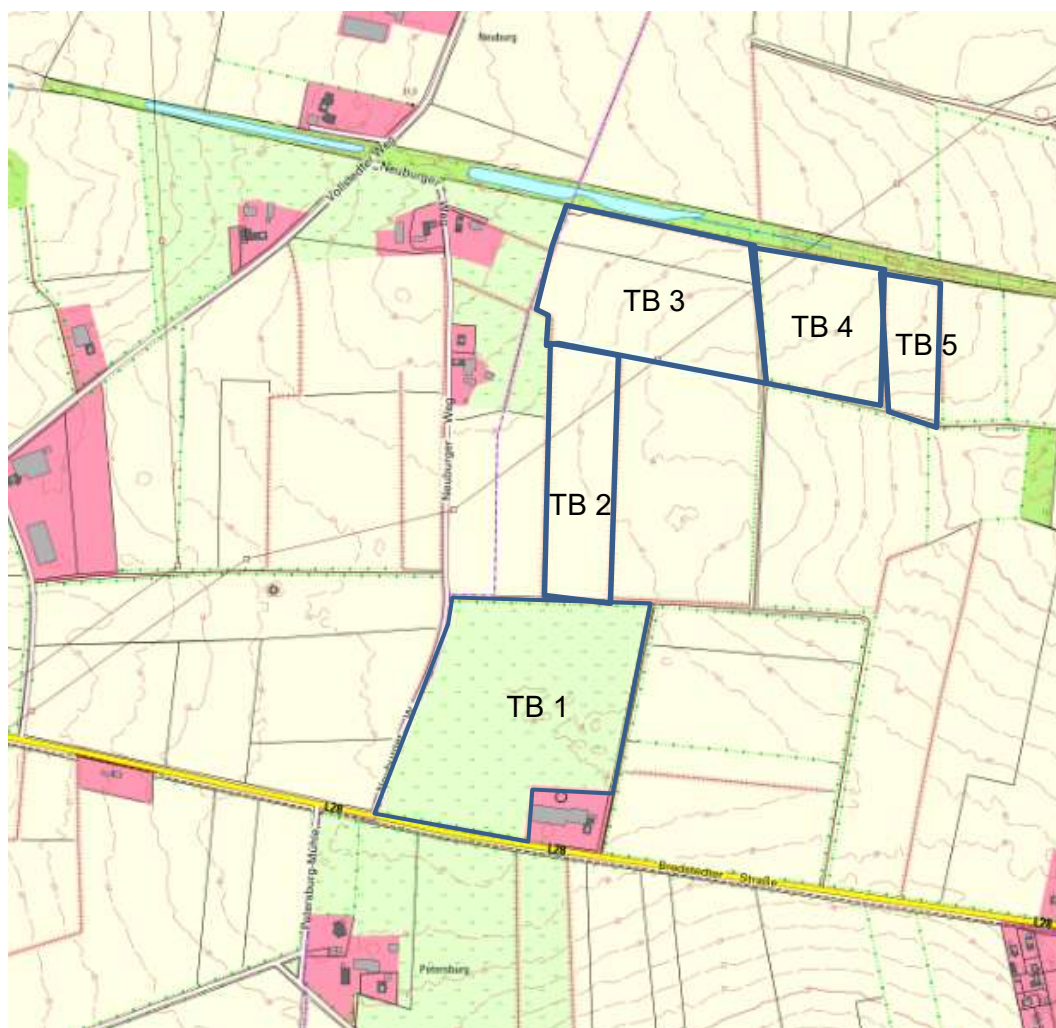 Neuburg
Vollstedter Weg
Neuburger
Weg
TB 3
TB 4
TB 5
Neuburger — Weg
TB 2
TB 1
L28
L28
Bredstedter Straße
L28
Petersburg-Mühle
Petersburg